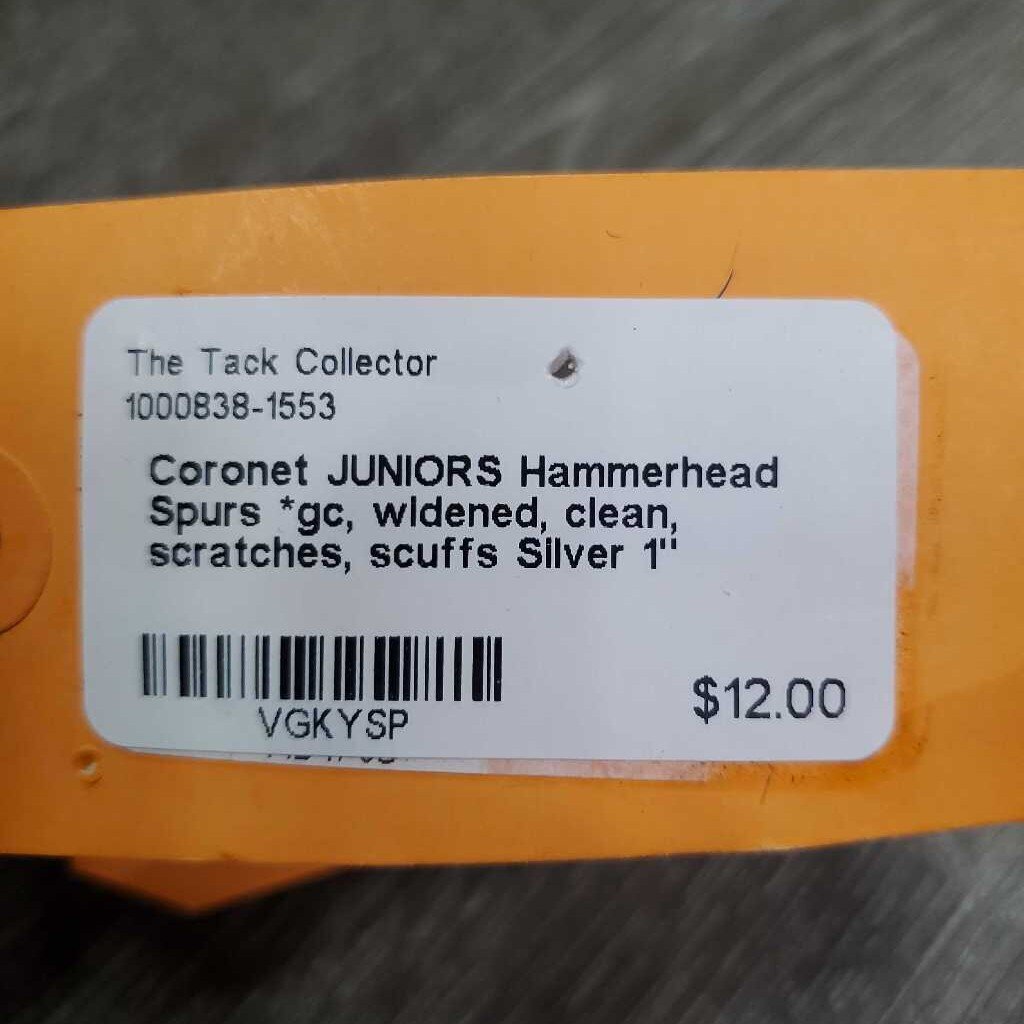 The Tack Collector
1000838-1553
Coronet JUNIORS Hammerhead
Spurs *gc, widened, clean,
scratches, scuffs Silver 1"
VGKYSP
$12.00